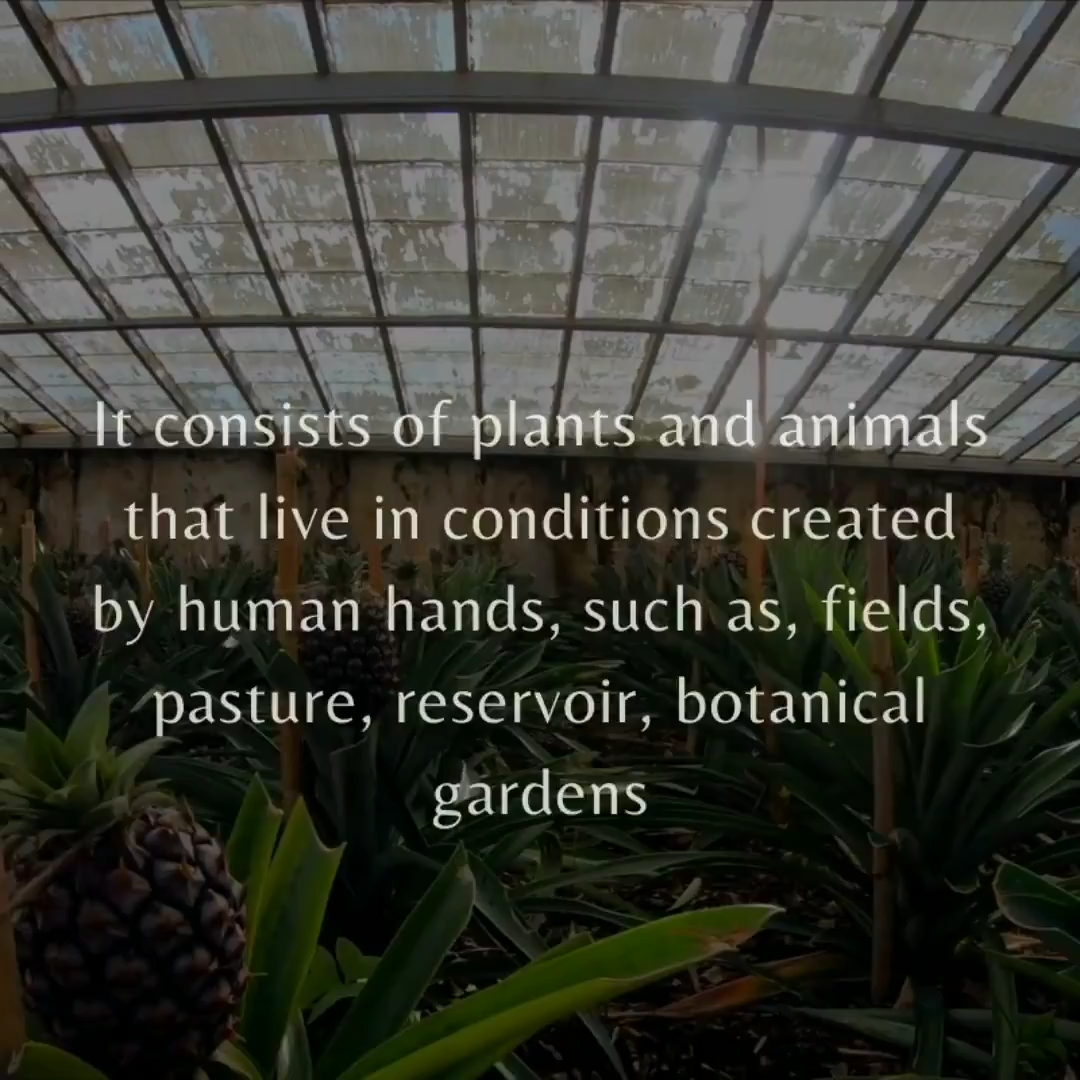 It consists of plants and animals
that live in conditions created
by human hands, such as, fields,
pasture, reservoir, botanical
gardens